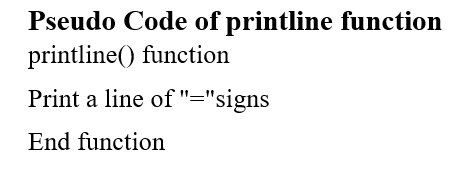 Pseudo Code of printline function
printline() function
Print a line of "="signs
End function